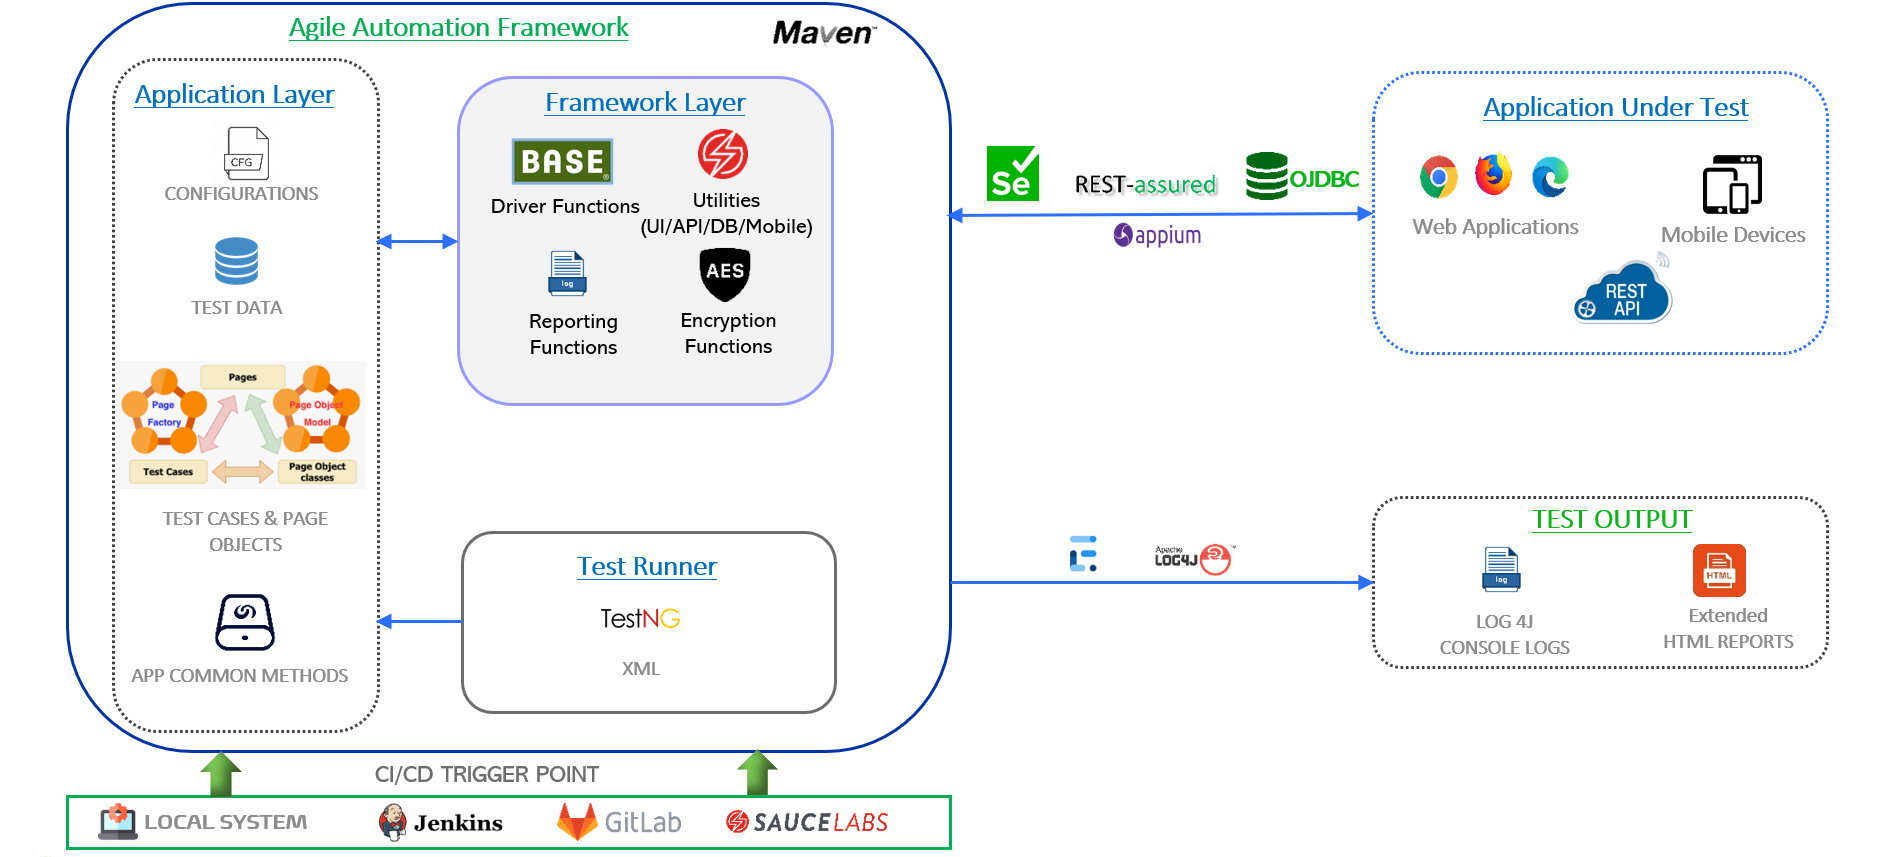 Agile Automation Framework
Maven™
Application Layer
CFG
CONFIGURATIONS
TEST DATA
Pages
Page
Factory
Page Object
Model
Test Cases
Page Object
classes
TEST CASES & PAGE
OBJECTS
APP COMMON METHODS
Framework Layer
BASE®
Driver Functions
Utilities
(UI/API/DB/Mobile)
log
Reporting
Functions
AES
Encryption
Functions
Test Runner
TestNG
XML
Se
REST-assured
OJDBC
appium
Application Under Test
Web Applications
Mobile Devices
REST
API
Apache
LOG4J™
TEST OUTPUT
log
LOG 4J
CONSOLE LOGS
HTML
Extended
HTML REPORTS
CI/CD TRIGGER POINT
LOCAL SYSTEM
Jenkins
GitLab
SAUCELABS